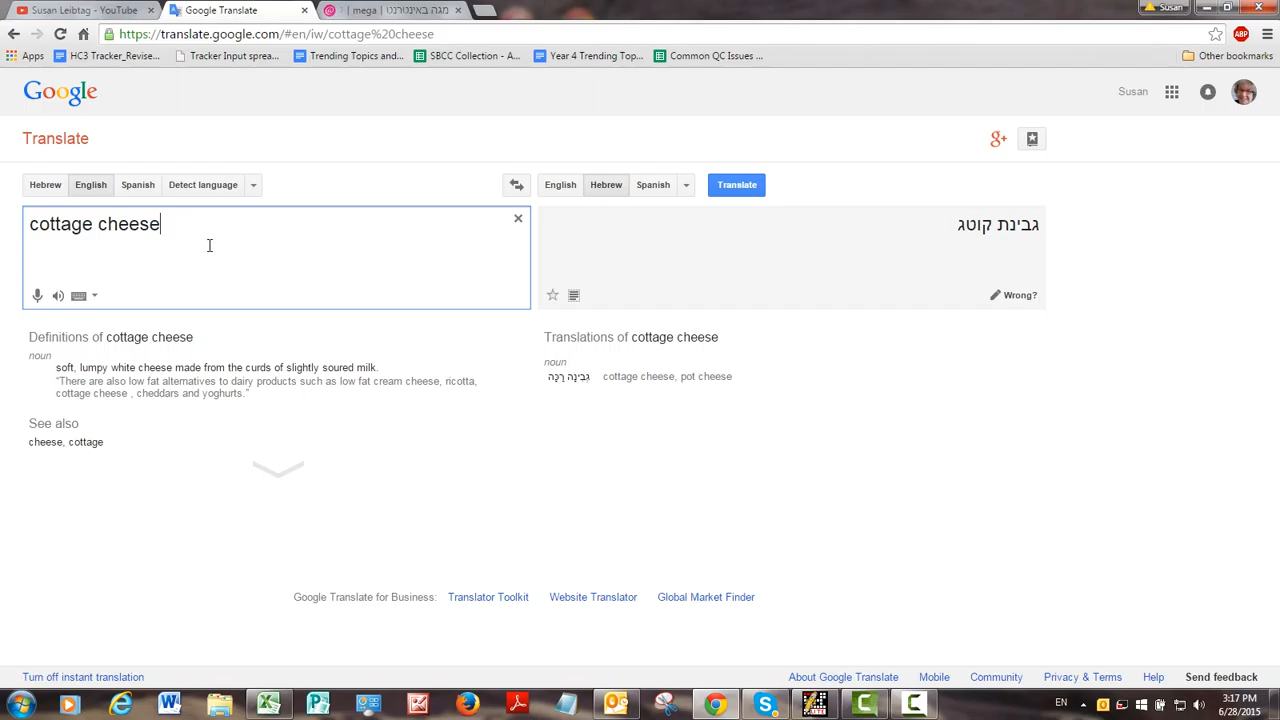 Susan Leibtag - YouTube
Google Translate
mega | מגה באינטרנט
Susan
https://translate.google.com/#en/iw/cottage%20cheese
ABP
Apps
HC3 Tracker_Revise...
Tracker Input sprea...
Trending Topics and...
SBCC Collection - A...
Year 4 Trending Top...
Common QC Issues ...
Other bookmarks
Google
Susan
Translate
g+
Hebrew English Spanish Detect language
English Hebrew Spanish Translate
cottage cheese
גבינת קוטג
Wrong?
Definitions of cottage cheese
noun
soft, lumpy white cheese made from the curds of slightly soured milk.
“There are also low fat alternatives to dairy products such as low fat cream cheese, ricotta,
cottage cheese , cheddars and yoghurts.”
See also
cheese, cottage
Translations of cottage cheese
noun
גְבִינָה רַכָּה cottage cheese, pot cheese
Google Translate for Business: Translator Toolkit Website Translator Global Market Finder
Turn off instant translation
About Google Translate Mobile Community Privacy & Terms Help Send feedback
EN
3:17 PM
6/28/2015